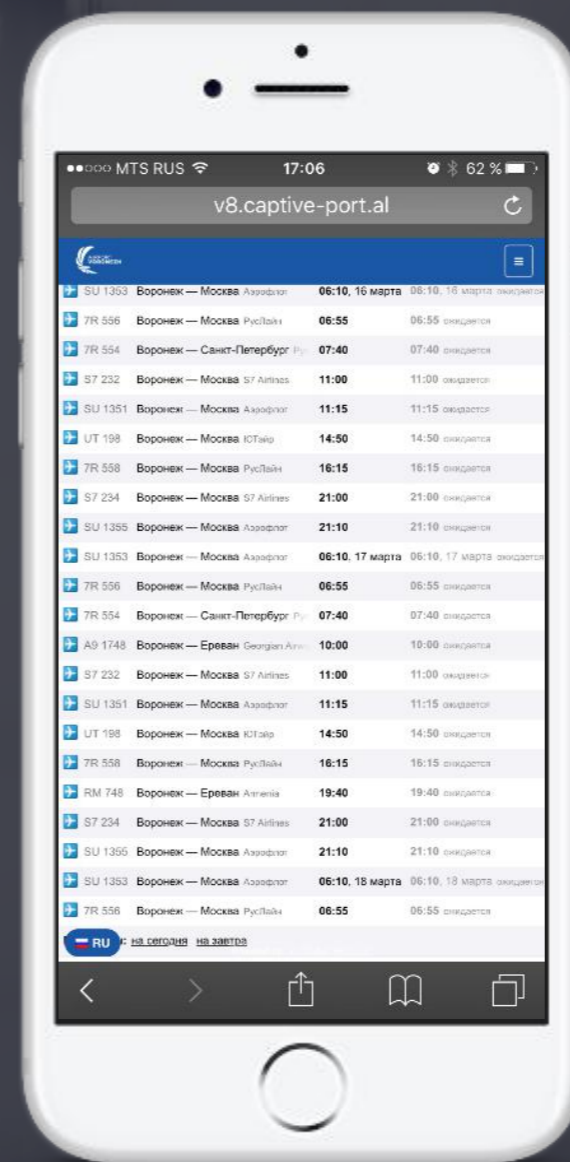 MTS RUS 17:06 62 %
v8.captive-port.al
SU 1353 Воронеж — Москва Аэрофлот 06:10, 16 марта 06:10, 16 марта ожидается
7R 556 Воронеж — Москва РусЛайн 06:55 06:55 ожидается
7R 554 Воронеж — Санкт-Петербург 07:40 07:40 ожидается
S7 232 Воронеж — Москва S7 Airlines 11:00 11:00 ожидается
SU 1351 Воронеж — Москва Аэрофлот 11:15 11:15 ожидается
UT 198 Воронеж — Москва ЮТэйр 14:50 14:50 ожидается
7R 558 Воронеж — Москва РусЛайн 16:15 16:15 ожидается
S7 234 Воронеж — Москва S7 Airlines 21:00 21:00 ожидается
SU 1355 Воронеж — Москва Аэрофлот 21:10 21:10 ожидается
SU 1353 Воронеж — Москва Аэрофлот 06:10, 17 марта 06:10, 17 марта ожидается
7R 556 Воронеж — Москва РусЛайн 06:55 06:55 ожидается
7R 554 Воронеж — Санкт-Петербург 07:40 07:40 ожидается
A9 1748 Воронеж — Ереван Georgian 10:00 10:00 ожидается
S7 232 Воронеж — Москва S7 Airlines 11:00 11:00 ожидается
SU 1351 Воронеж — Москва Аэрофлот 11:15 11:15 ожидается
UT 198 Воронеж — Москва ЮТэйр 14:50 14:50 ожидается
7R 558 Воронеж — Москва РусЛайн 16:15 16:15 ожидается
RM 748 Воронеж — Ереван Armenia 19:40 19:40 ожидается
S7 234 Воронеж — Москва S7 Airlines 21:00 21:00 ожидается
SU 1355 Воронеж — Москва Аэрофлот 21:10 21:10 ожидается
SU 1353 Воронеж — Москва Аэрофлот 06:10, 18 марта 06:10, 18 марта ожидается
7R 556 Воронеж — Москва РусЛайн 06:55 06:55 ожидается
RU на сегодня на завтра